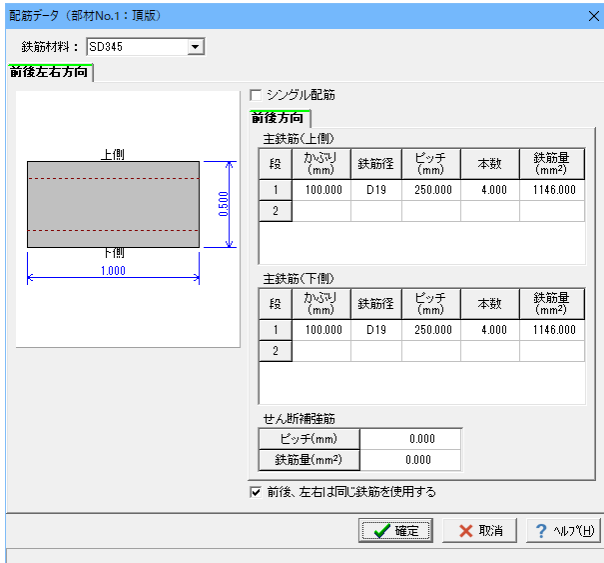 配筋データ（部材No.1：頂版）
鉄筋材料： SD345
前後左右方向
上側
0.500
下側
1.000
シングル配筋
前後方向
主鉄筋(上側)
段 かぶり(mm) 鉄筋径 ピッチ(mm) 本数 鉄筋量(mm²)
1 100.000 D19 250.000 4.000 1146.000
2
主鉄筋(下側)
段 かぶり(mm) 鉄筋径 ピッチ(mm) 本数 鉄筋量(mm²)
1 100.000 D19 250.000 4.000 1146.000
2
せん断補強筋
ピッチ(mm) 0.000
鉄筋量(mm²) 0.000
前後、左右は同じ鉄筋を使用する
確定 取消 ? ﾍﾙﾌﾟ(H)